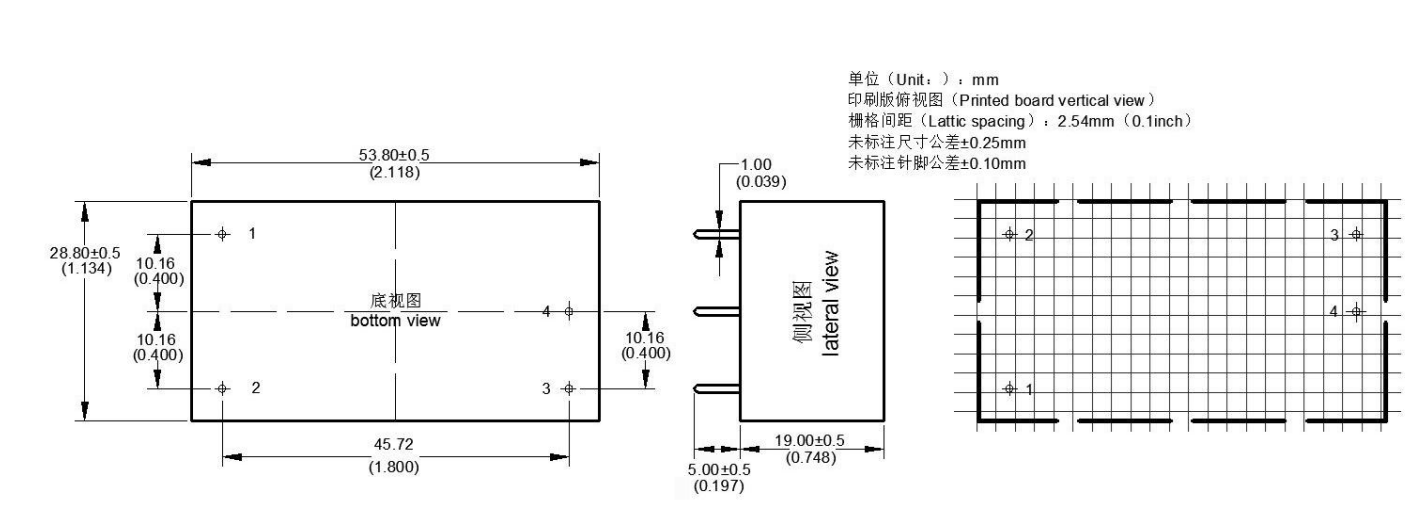 单位（Unit：）：mm
印刷版俯视图（Printed board vertical view）
栅格间距（Lattic spacing）：2.54mm（0.1inch）
未标注尺寸公差±0.25mm
未标注针脚公差±0.10mm
53.80±0.5
(2.118)
28.80±0.5
(1.134)
10.16
(0.400)
10.16
(0.400)
1
2
底视图
bottom view
4
3
10.16
(0.400)
45.72
(1.800)
1.00
(0.039)
侧视图
lateral view
5.00±0.5
(0.197)
19.00±0.5
(0.748)
2
3
4
1